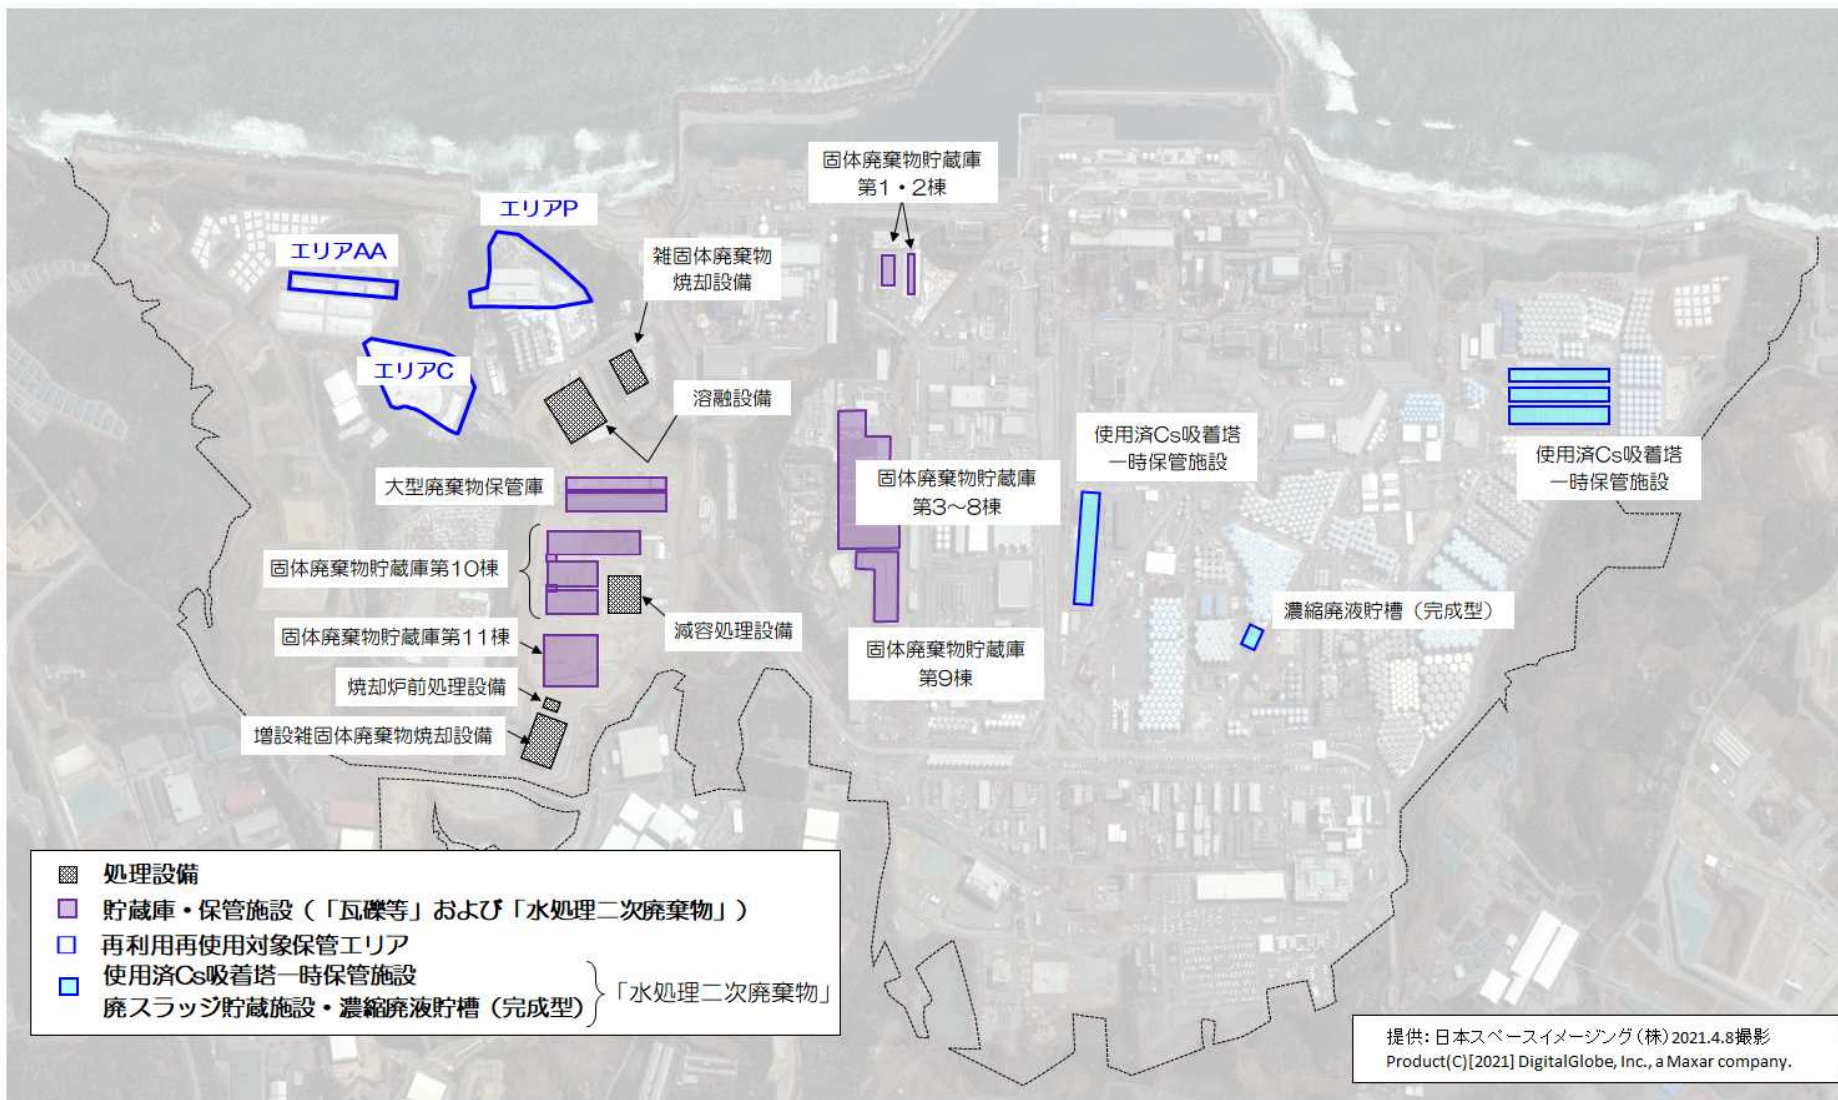 固体廃棄物貯蔵庫
第1・2棟
エリアP
エリアAA
雑固体廃棄物
焼却設備
エリアC
溶融設備
使用済Cs吸着塔
一時保管施設
使用済Cs吸着塔
一時保管施設
大型廃棄物保管庫
固体廃棄物貯蔵庫
第3～8棟
固体廃棄物貯蔵庫第10棟
濃縮廃液貯槽（完成型）
減容処理設備
固体廃棄物貯蔵庫第11棟
固体廃棄物貯蔵庫
第9棟
焼却炉前処理設備
増設雑固体廃棄物焼却設備
処理設備
貯蔵庫・保管施設（「瓦礫等」および「水処理二次廃棄物」）
再利用再使用対象保管エリア
使用済Cs吸着塔一時保管施設
廃スラッジ貯蔵施設・濃縮廃液貯槽（完成型）
「水処理二次廃棄物」
提供：日本スペースイメージング（株）2021.4.8撮影
Product(C)[2021] DigitalGlobe, Inc., a Maxar company.